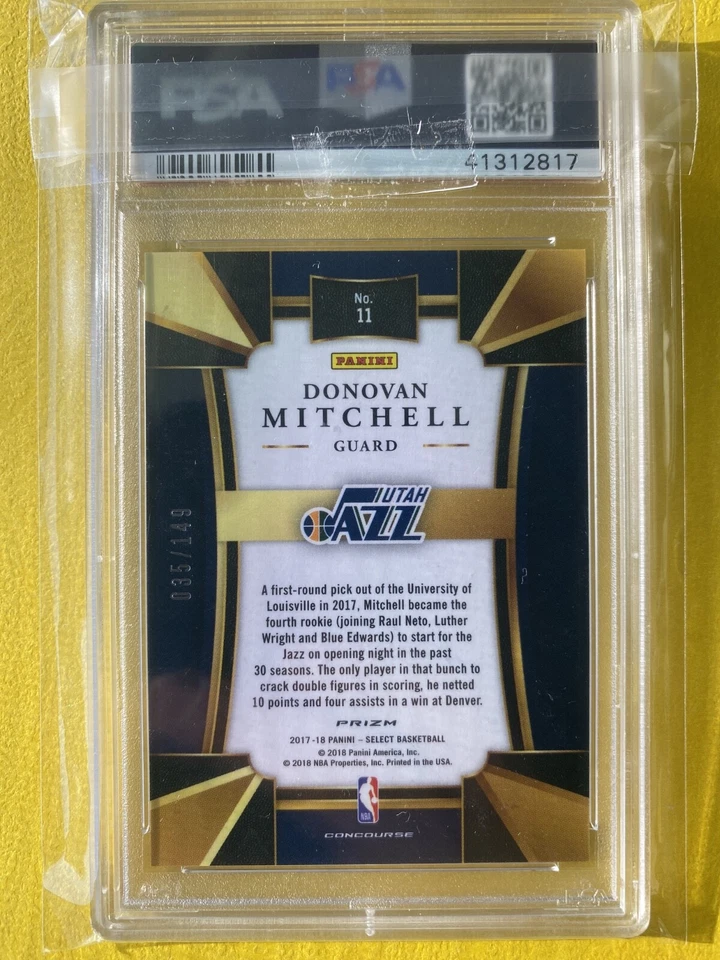 PSA
PSA
41312817
No.
11
PANINI
DONOVAN
MITCHELL
GUARD
UTAH
JAZZ
035/149
A first-round pick out of the University of
Louisville in 2017, Mitchell became the
fourth rookie (joining Raul Neto, Luther
Wright and Blue Edwards) to start for the
Jazz on opening night in the past
30 seasons. The only player in that bunch to
crack double figures in scoring, he netted
10 points and four assists in a win at Denver.
PRIZM
2017-18 PANINI – SELECT BASKETBALL
© 2018 Panini America, Inc.
© 2018 NBA Properties, Inc. Printed in the USA.
NBA
CONCOURSE